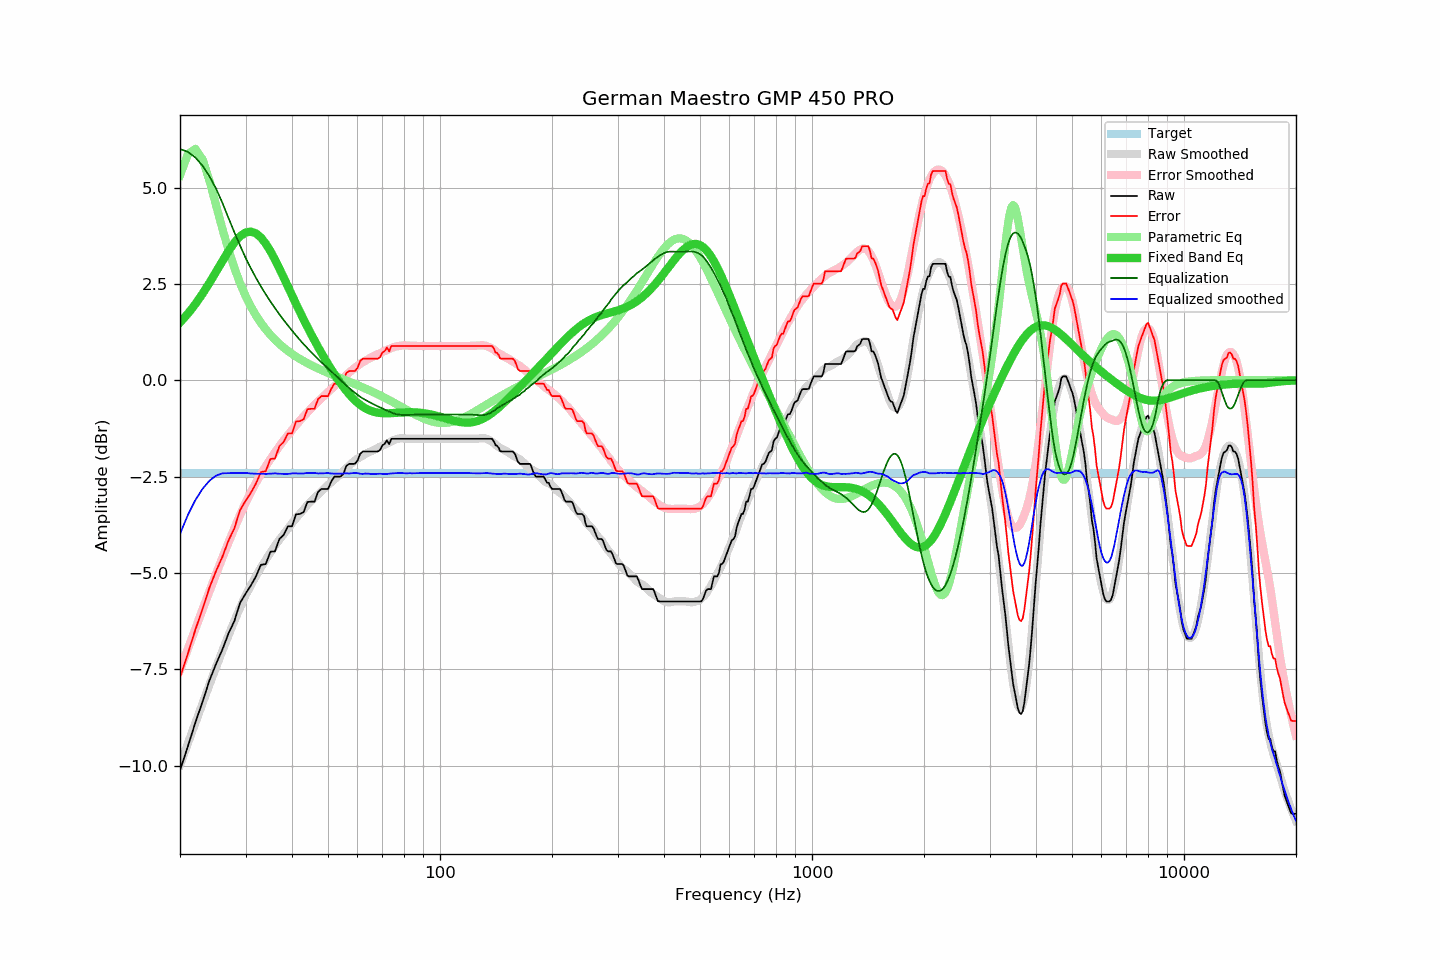 German Maestro GMP 450 PRO
Target
Raw Smoothed
Error Smoothed
Raw
Error
Parametric Eq
Fixed Band Eq
Equalization
Equalized smoothed
Amplitude (dBr)
5.0
2.5
0.0
−2.5
−5.0
−7.5
−10.0
100
1000
10000
Frequency (Hz)